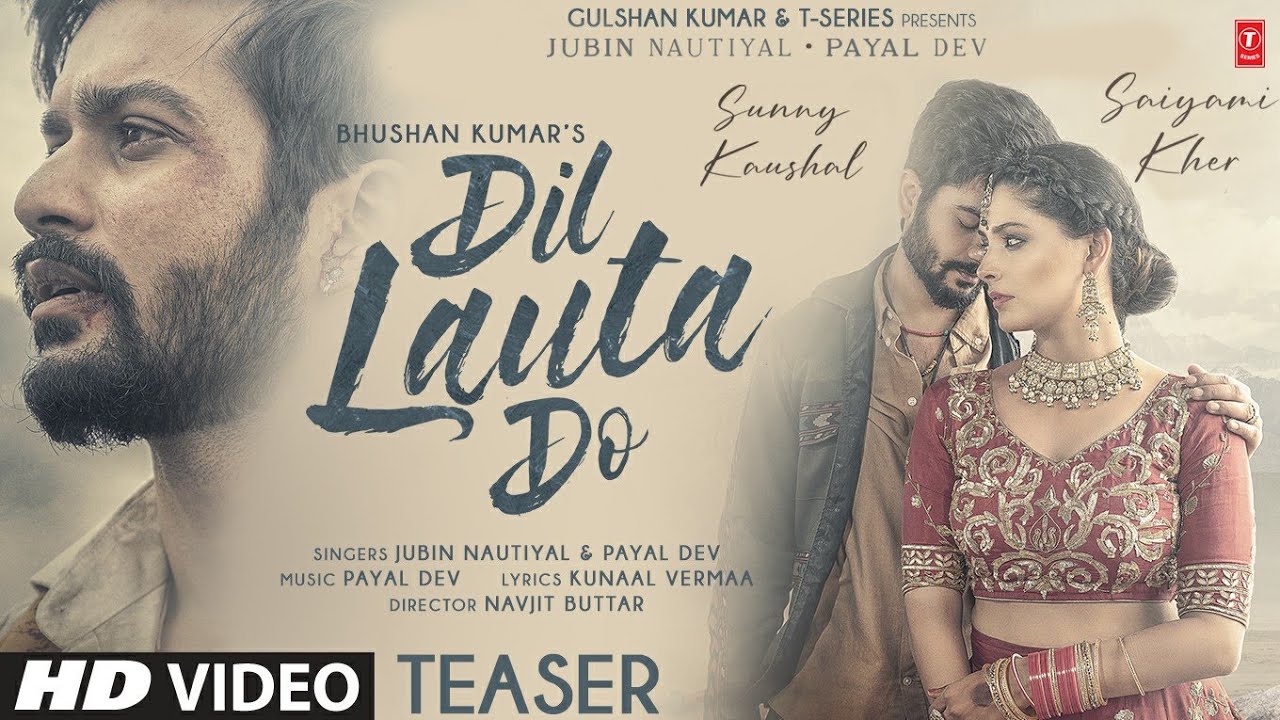 GULSHAN KUMAR & T-SERIES PRESENTS
JUBIN NAUTIYAL • PAYAL DEV
T
SERIES
Sunny
Kaushal
Saiyami
Kher
BHUSHAN KUMAR'S
Dil
Lauta
Do
SINGERS JUBIN NAUTIYAL & PAYAL DEV
MUSIC PAYAL DEV LYRICS KUNAAL VERMAA
DIRECTOR NAVJIT BUTTAR
HD VIDEO TEASER